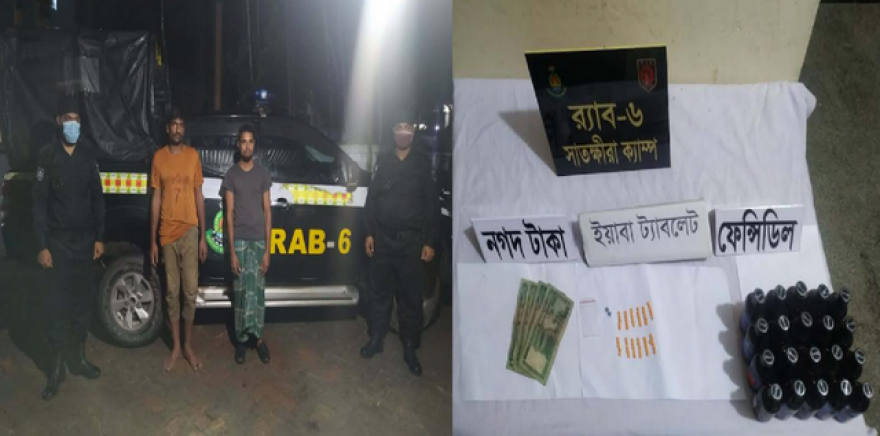 RAB-6
র‍্যাব-৬
সাতক্ষীরা ক্যাম্প
নগদ টাকা
ইয়াবা ট্যাবলেট
ফেন্সিডিল